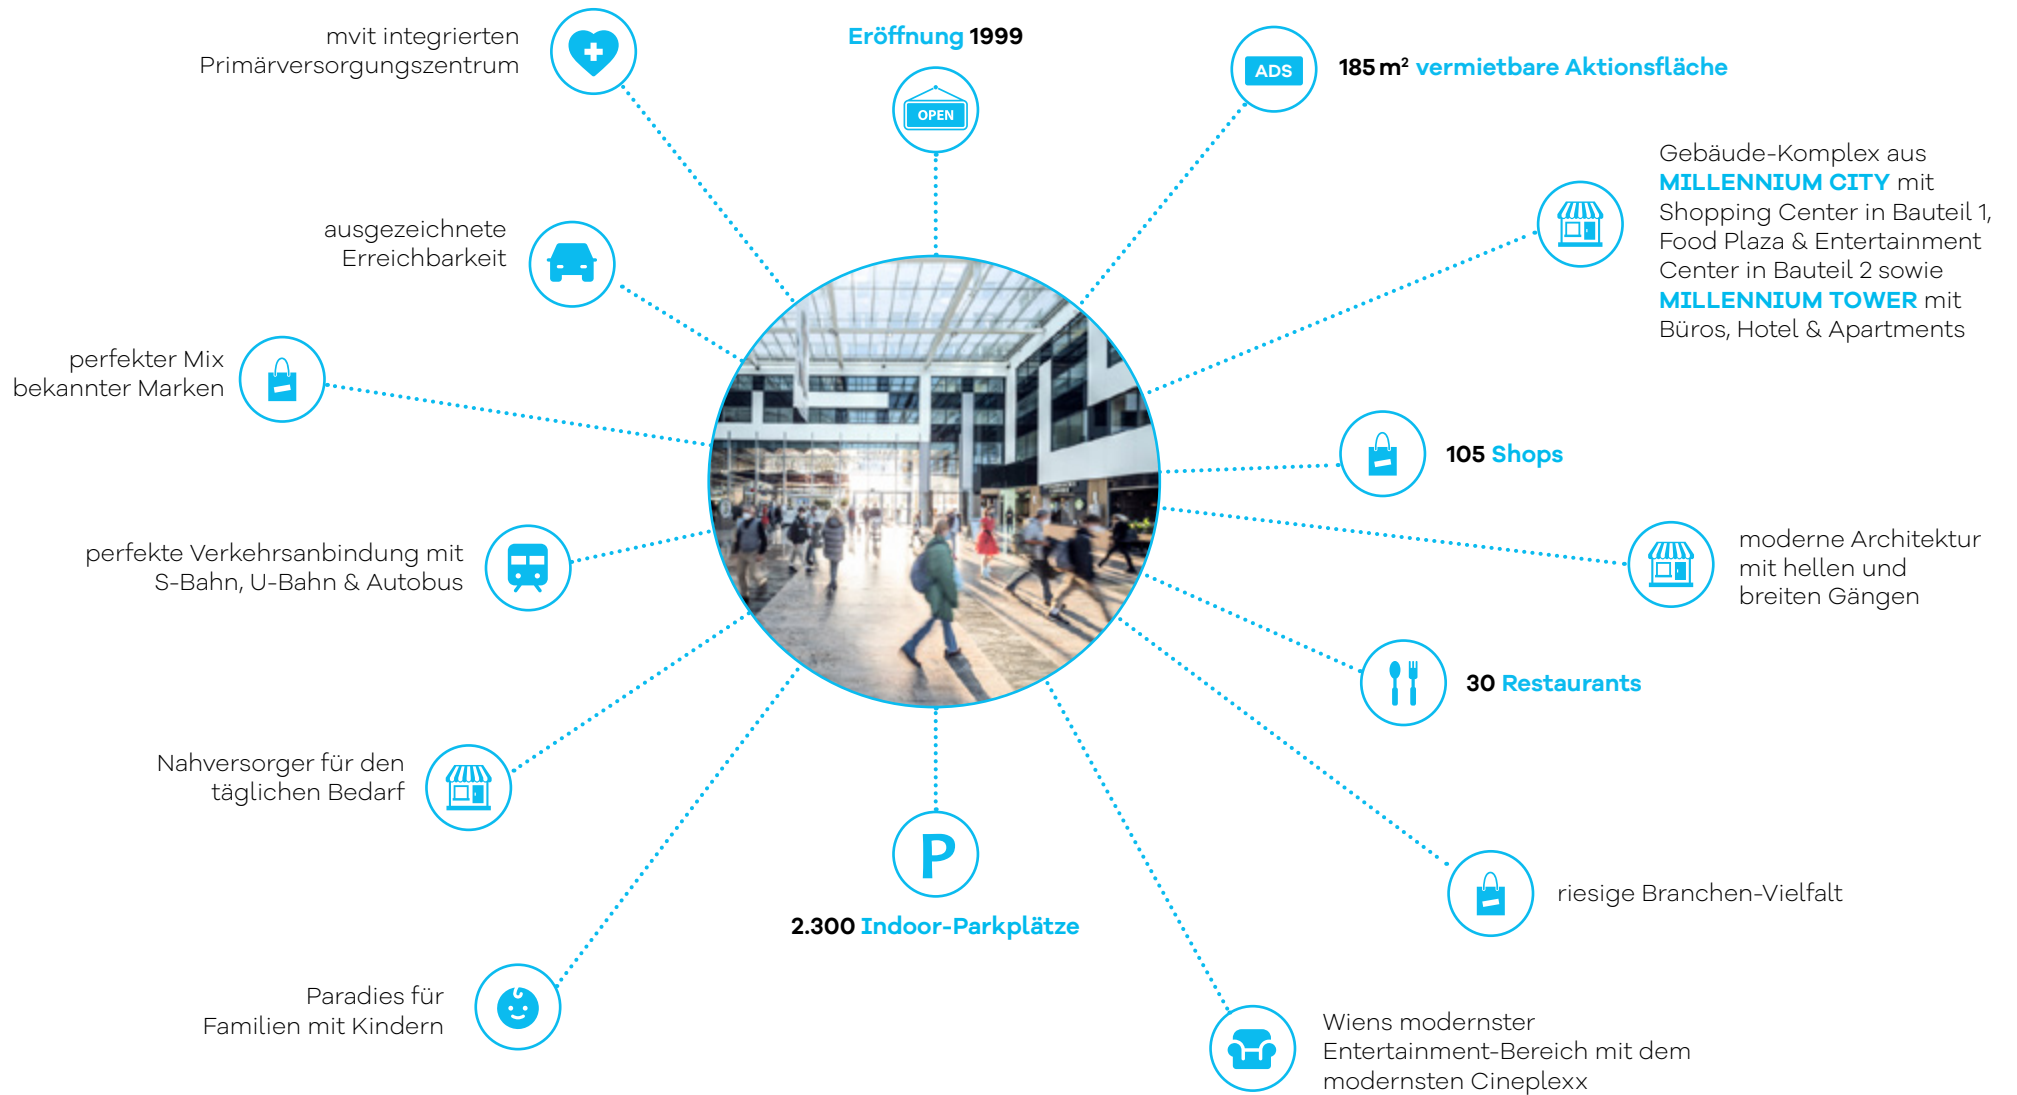 mvit integrierten
Primärversorgungszentrum
Eröffnung 1999
OPEN
ADS
185 m² vermietbare Aktionsfläche
Gebäude-Komplex aus
MILLENNIUM CITY mit
Shopping Center in Bauteil 1,
Food Plaza & Entertainment
Center in Bauteil 2 sowie
MILLENNIUM TOWER mit
Büros, Hotel & Apartments
ausgezeichnete
Erreichbarkeit
perfekter Mix
bekannter Marken
105 Shops
perfekte Verkehrsanbindung mit
S-Bahn, U-Bahn & Autobus
moderne Architektur
mit hellen und
breiten Gängen
30 Restaurants
Nahversorger für den
täglichen Bedarf
P
2.300 Indoor-Parkplätze
riesige Branchen-Vielfalt
Paradies für
Familien mit Kindern
Wiens modernster
Entertainment-Bereich mit dem
modernsten Cineplexx